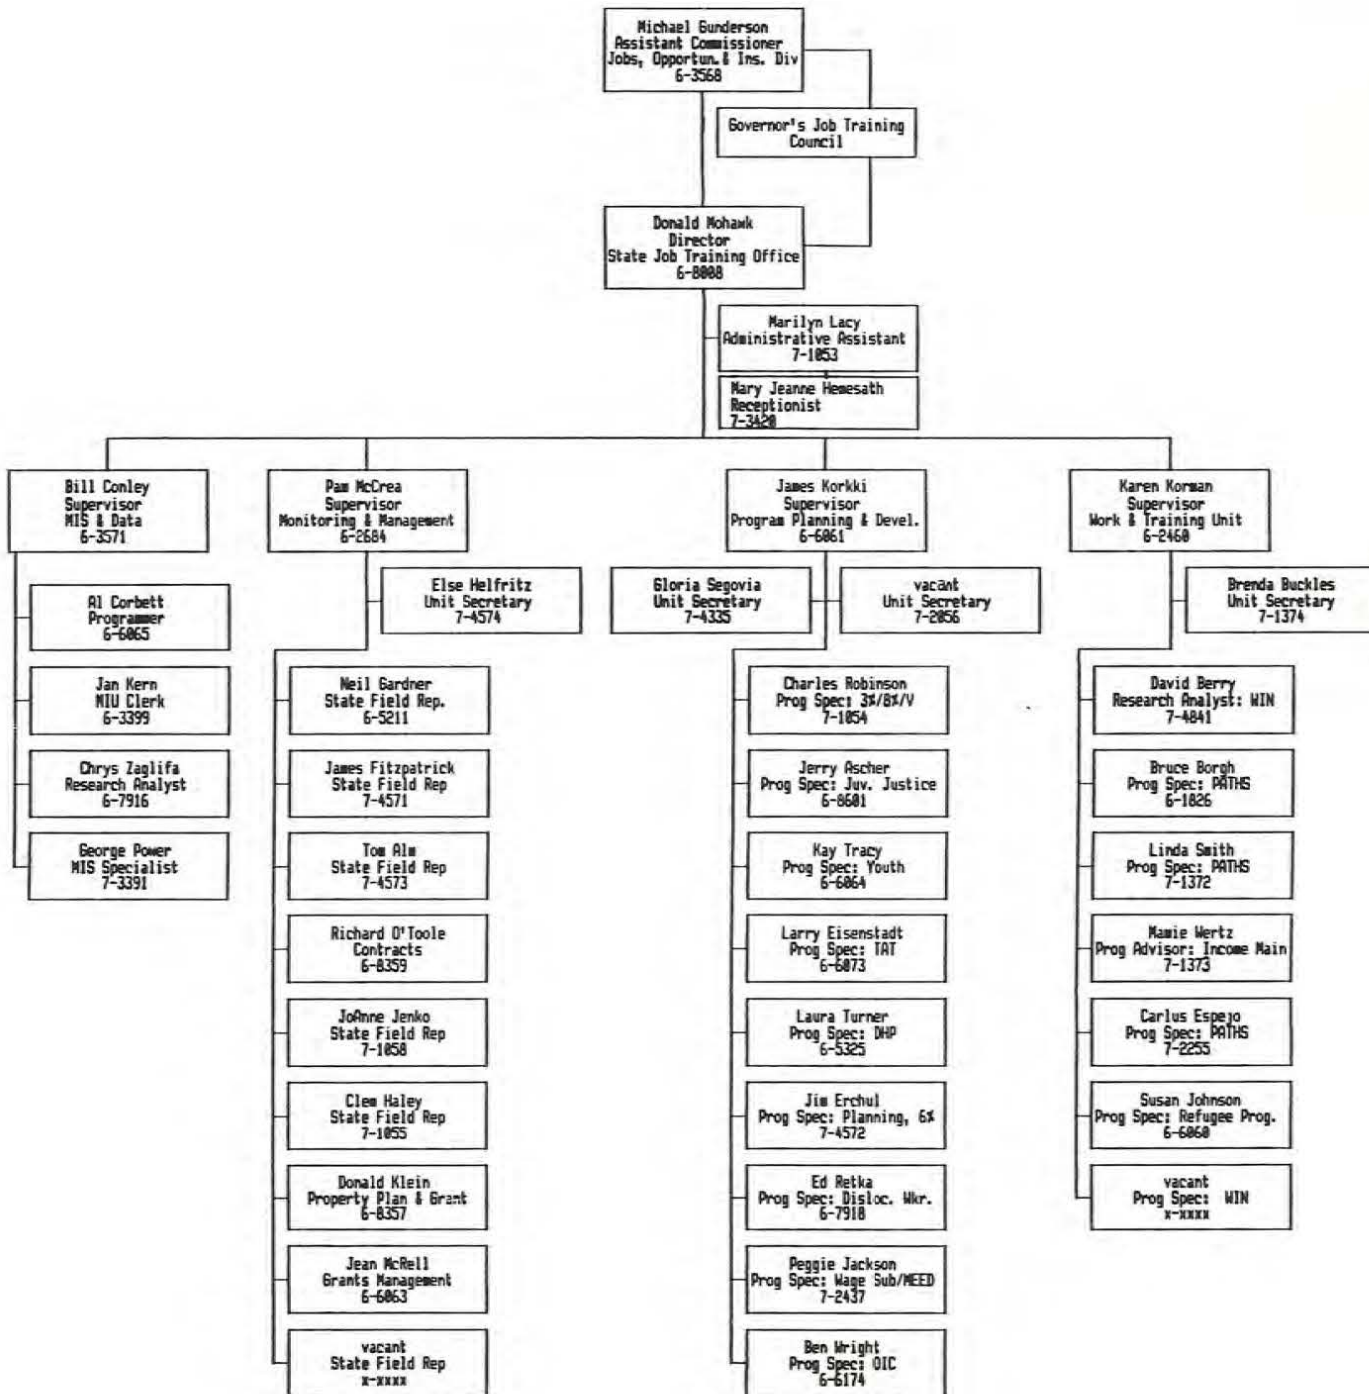 Michael Gunderson
Assistant Commissioner
Jobs, Opportun.& Ins. Div
6-3568
Governor's Job Training
Council
Donald Mohawk
Director
State Job Training Office
6-8008
Marilyn Lacy
Administrative Assistant
7-1053
Mary Jeanne Hemesath
Receptionist
7-3420
Bill Conley
Supervisor
MIS & Data
6-3571
Al Corbett
Programmer
6-6065
Jan Kern
MIU Clerk
6-3399
Chrys Zaglifa
Research Analyst
6-7916
George Power
MIS Specialist
7-3391
Pam McCrea
Supervisor
Monitoring & Management
6-2684
Else Helfritz
Unit Secretary
7-4574
Neil Gardner
State Field Rep.
6-5211
James Fitzpatrick
State Field Rep
7-4571
Tom Alm
State Field Rep
7-4573
Richard O'Toole
Contracts
6-8359
JoAnne Jenko
State Field Rep
7-1058
Clem Haley
State Field Rep
7-1055
Donald Klein
Property Plan & Grant
6-8357
Jean McRell
Grants Management
6-6063
vacant
State Field Rep
x-xxxx
James Korkki
Supervisor
Program Planning & Devel.
6-6061
Gloria Segovia
Unit Secretary
7-4335
vacant
Unit Secretary
7-2056
Charles Robinson
Prog Spec: 3%/8%/V
7-1054
Jerry Ascher
Prog Spec: Juv. Justice
6-8601
Kay Tracy
Prog Spec: Youth
6-6064
Larry Eisenstadt
Prog Spec: TAT
6-6073
Laura Turner
Prog Spec: DHP
6-5325
Jim Erchul
Prog Spec: Planning, 6%
7-4572
Ed Retka
Prog Spec: Disloc. Wkr.
6-7918
Peggie Jackson
Prog Spec: Wage Sub/MEED
7-2437
Ben Wright
Prog Spec: OIC
6-6174
Karen Korman
Supervisor
Work & Training Unit
6-2460
Brenda Buckles
Unit Secretary
7-1374
David Berry
Research Analyst: WIN
7-4841
Bruce Borgh
Prog Spec: PATHS
6-1826
Linda Smith
Prog Spec: PATHS
7-1372
Mamie Wertz
Prog Advisor: Income Main
7-1373
Carlus Espejo
Prog Spec: PATHS
7-2255
Susan Johnson
Prog Spec: Refugee Prog.
6-6060
vacant
Prog Spec: WIN
x-xxxx